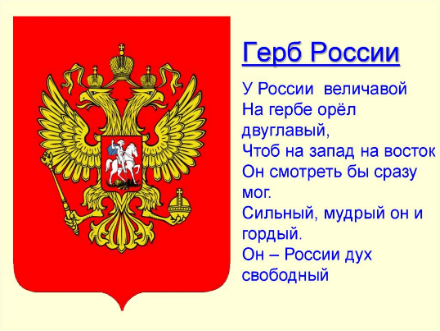 Герб России
У России величавой
На гербе орёл
двуглавый,
Чтоб на запад на восток
Он смотреть бы сразу
мог.
Сильный, мудрый он и
гордый.
Он – России дух
свободный